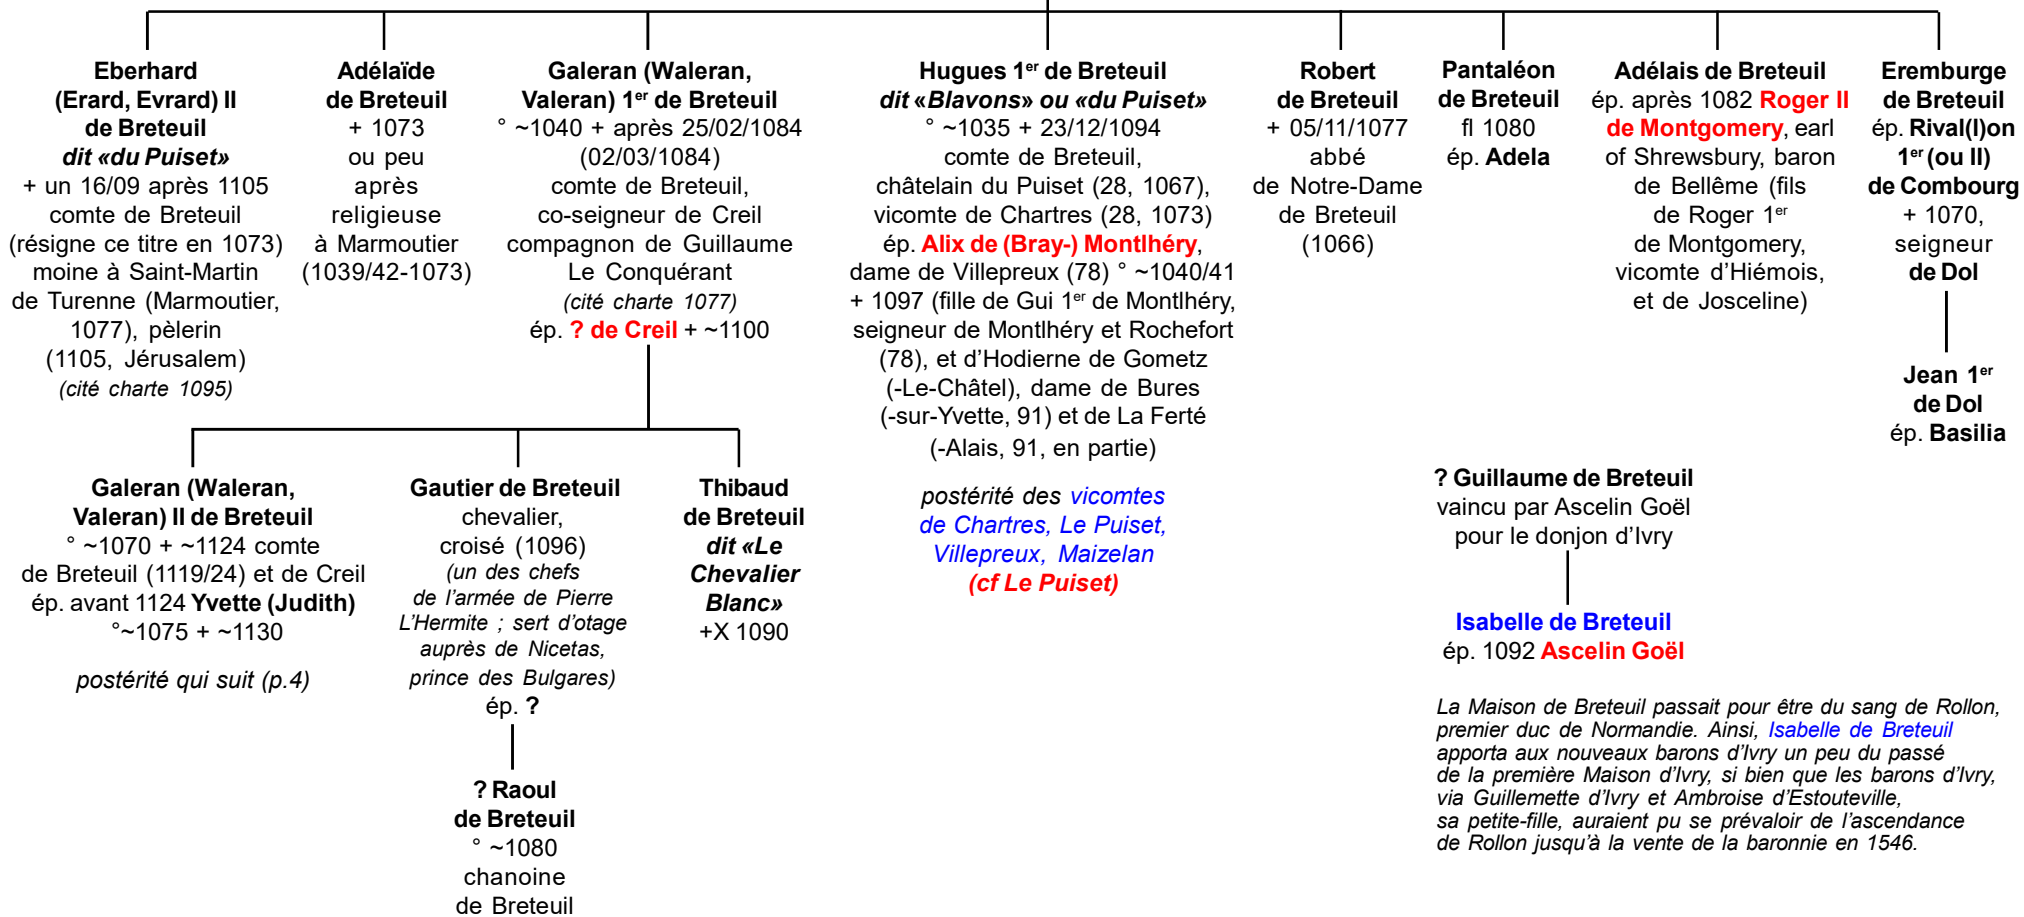 Eberhard
(Erard, Evrard) II
de Breteuil
dit «du Puiset»
+ un 16/09 après 1105
comte de Breteuil
(résigne ce titre en 1073)
moine à Saint-Martin
de Turenne (Marmoutier,
1077), pèlerin
(1105, Jérusalem)
(cité charte 1095)
Adélaïde
de Breteuil
+ 1073
ou peu
après
religieuse
à Marmoutier
(1039/42-1073)
Galeran (Waleran,
Valeran) 1er de Breteuil
° ~1040 + après 25/02/1084
(02/03/1084)
comte de Breteuil,
co-seigneur de Creil
compagnon de Guillaume
Le Conquérant
(cité charte 1077)
ép. ? de Creil + ~1100
Hugues 1er de Breteuil
dit «Blavons» ou «du Puiset»
° ~1035 + 23/12/1094
comte de Breteuil,
châtelain du Puiset (28, 1067),
vicomte de Chartres (28, 1073)
ép. Alix de (Bray-) Montlhéry,
dame de Villepreux (78) ° ~1040/41
+ 1097 (fille de Gui 1er de Montlhéry,
seigneur de Montlhéry et Rochefort
(78), et d'Hodierne de Gometz
(-Le-Châtel), dame de Bures
(-sur-Yvette, 91) et de La Ferté
(-Alais, 91, en partie)
postérité des vicomtes
de Chartres, Le Puiset,
Villepreux, Maizelan
(cf Le Puiset)
Robert
de Breteuil
+ 05/11/1077
abbé
de Notre-Dame
de Breteuil
(1066)
Pantaléon
de Breteuil
fl 1080
ép. Adela
Adélais de Breteuil
ép. après 1082 Roger II
de Montgomery, earl
of Shrewsbury, baron
de Bellême (fils
de Roger 1er
de Montgomery,
vicomte d'Hiémois,
et de Josceline)
Eremburge
de Breteuil
ép. Rival(l)on
1er (ou II)
de Combourg
+ 1070,
seigneur
de Dol
Jean 1er
de Dol
ép. Basilia
Galeran (Waleran,
Valeran) II de Breteuil
° ~1070 + ~1124 comte
de Breteuil (1119/24) et de Creil
ép. avant 1124 Yvette (Judith)
°~1075 + ~1130
postérité qui suit (p.4)
Gautier de Breteuil
chevalier,
croisé (1096)
(un des chefs
de l'armée de Pierre
L'Hermite ; sert d'otage
auprès de Nicetas,
prince des Bulgares)
ép. ?
Thibaud
de Breteuil
dit «Le
Chevalier
Blanc»
+X 1090
? Raoul
de Breteuil
° ~1080
chanoine
de Breteuil
? Guillaume de Breteuil
vaincu par Ascelin Goël
pour le donjon d'Ivry
Isabelle de Breteuil
ép. 1092 Ascelin Goël
La Maison de Breteuil passait pour être du sang de Rollon,
premier duc de Normandie. Ainsi, Isabelle de Breteuil
apporta aux nouveaux barons d'Ivry un peu du passé
de la première Maison d'Ivry, si bien que les barons d'Ivry,
via Guillemette d'Ivry et Ambroise d'Estouteville,
sa petite-fille, auraient pu se prévaloir de l'ascendance
de Rollon jusqu'à la vente de la baronnie en 1546.